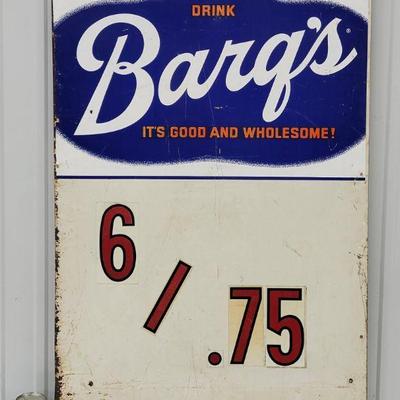 DRINK
Barq's®
IT'S GOOD AND WHOLESOME!
6 / .75